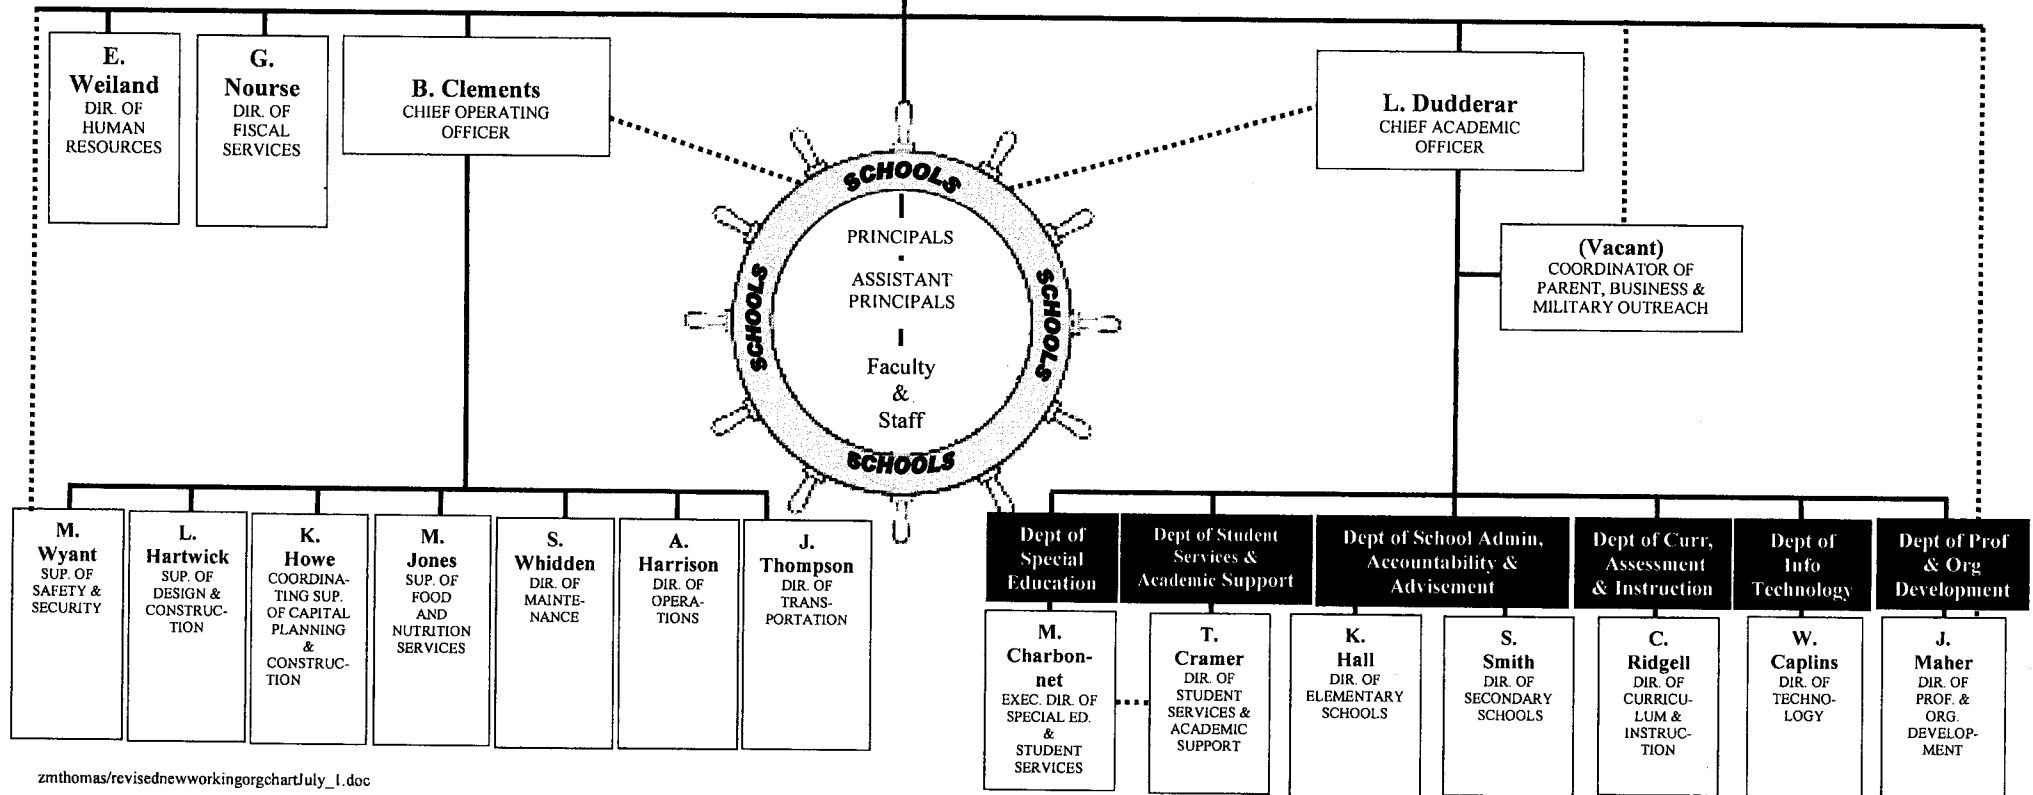 E.
Weiland
DIR. OF
HUMAN
RESOURCES
G.
Nourse
DIR. OF
FISCAL
SERVICES
B. Clements
CHIEF OPERATING
OFFICER
L. Dudderar
CHIEF ACADEMIC
OFFICER
(Vacant)
COORDINATOR OF
PARENT, BUSINESS &
MILITARY OUTREACH
SCHOOLS
SCHOOLS
SCHOOLS
SCHOOLS
PRINCIPALS
ASSISTANT
PRINCIPALS
Faculty
&
Staff
M.
Wyant
SUP. OF
SAFETY &
SECURITY
L.
Hartwick
SUP. OF
DESIGN &
CONSTRUC-
TION
K.
Howe
COORDINA-
TING SUP.
OF CAPITAL
PLANNING
&
CONSTRUC-
TION
M.
Jones
SUP. OF
FOOD
AND
NUTRITION
SERVICES
S.
Whidden
DIR. OF
MAINTE-
NANCE
A.
Harrison
DIR. OF
OPERA-
TIONS
J.
Thompson
DIR. OF
TRANS-
PORTATION
Dept of
Special
Education
Dept of Student
Services &
Academic Support
Dept of School Admin,
Accountability &
Advisement
Dept of Curr,
Assessment
& Instruction
Dept of
Info
Technology
Dept of Prof
& Org
Development
M.
Charbon-
net
EXEC. DIR. OF
SPECIAL ED.
&
STUDENT
SERVICES
T.
Cramer
DIR. OF
STUDENT
SERVICES &
ACADEMIC
SUPPORT
K.
Hall
DIR. OF
ELEMENTARY
SCHOOLS
S.
Smith
DIR. OF
SECONDARY
SCHOOLS
C.
Ridgell
DIR. OF
CURRICU-
LUM &
INSTRUC-
TION
W.
Caplins
DIR. OF
TECHNO-
LOGY
J.
Maher
DIR. OF
PROF. &
ORG.
DEVELOP-
MENT
zmthomas/revisednewworkingorgchartJuly_1.doc